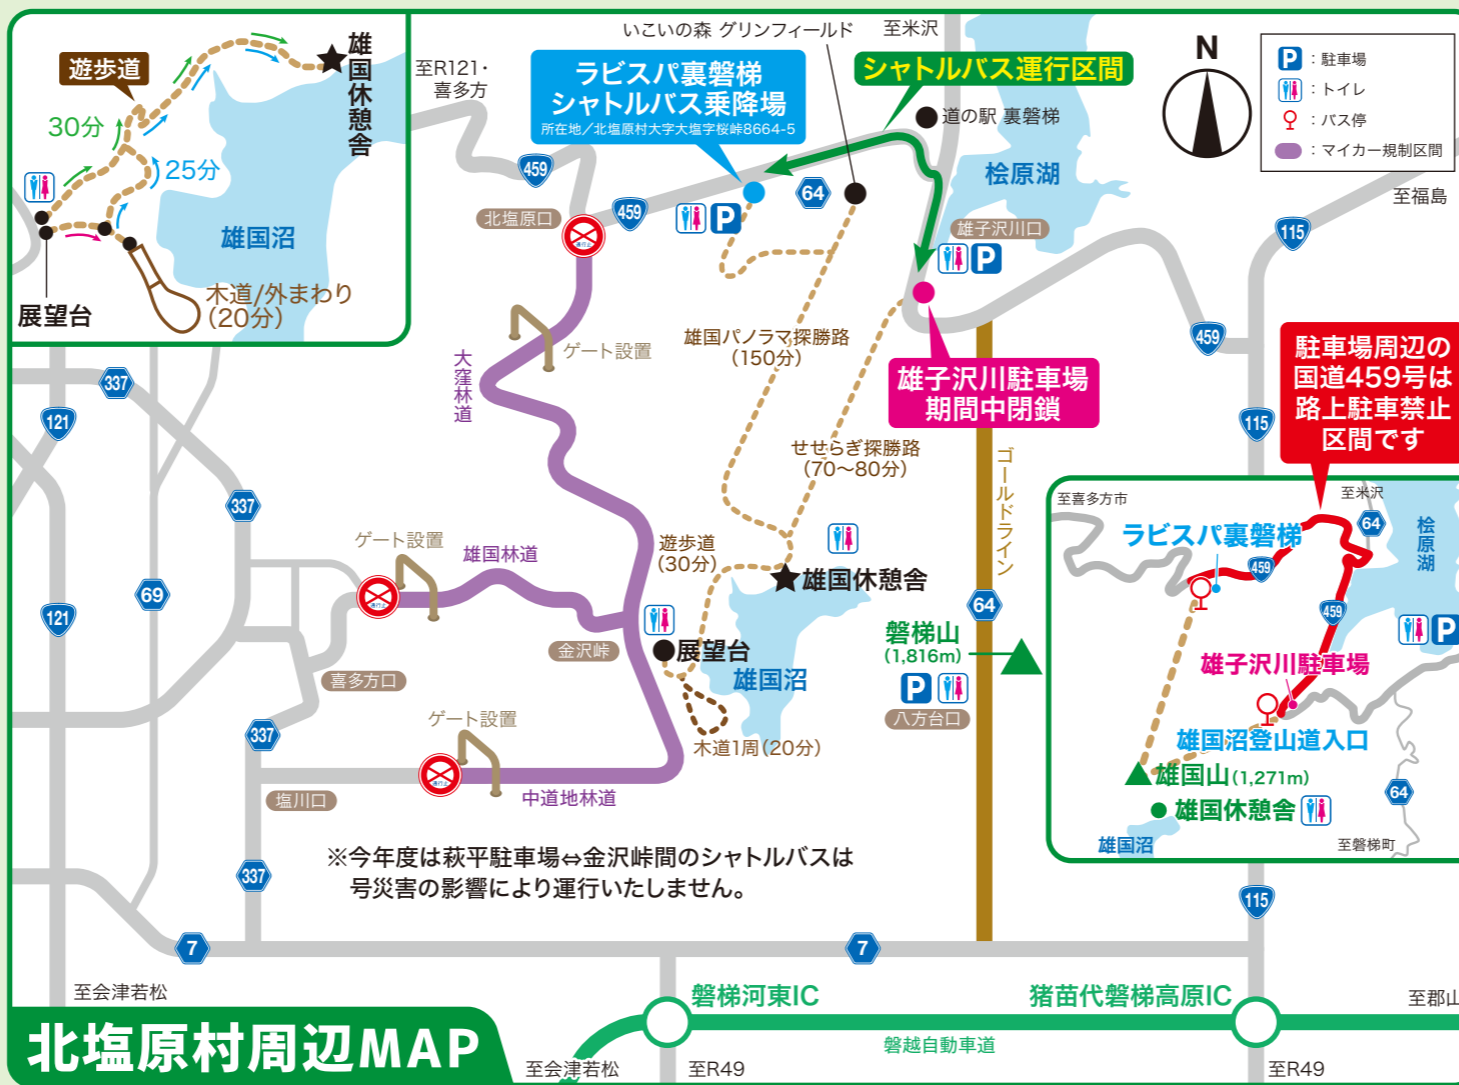 遊歩道
30分
25分
雄国休憩舎
雄国沼
展望台
木道/外まわり
(20分)
至R121・
喜多方
いこいの森 グリンフィールド
至米沢
ラビスパ裏磐梯
シャトルバス乗降場
所在地/北塩原村大字大塩字桜峠8664-5
シャトルバス運行区間
道の駅 裏磐梯
桧原湖
N
P:駐車場
:トイレ
:バス停
:マイカー規制区間
至福島
459
北塩原口
459
64
P
雄子沢川口
P
115
ゲート設置
大窪林道
雄国パノラマ探勝路
(150分)
雄子沢川駐車場
期間中閉鎖
459
駐車場周辺の
国道459号は
路上駐車禁止
区間です
337
121
115
せせらぎ探勝路
(70〜80分)
ゴールドライン
337
ゲート設置
雄国林道
遊歩道
(30分)
雄国休憩舎
69
121
64
金沢峠
展望台
雄国沼
磐梯山
(1,816m)
P
八方台口
喜多方口
ゲート設置
337
木道1周(20分)
塩川口
中道地林道
至喜多方市
至米沢
64
ラビスパ裏磐梯
桧原湖
459
459
P
雄子沢川駐車場
雄国沼登山道入口
雄国山(1,271m)
雄国休憩舎
64
雄国沼
至磐梯町
※今年度は萩平駐車場⇔金沢峠間のシャトルバスは
号災害の影響により運行いたしません。
337
115
7
7
至会津若松
磐梯河東IC
猪苗代磐梯高原IC
至郡山
磐越自動車道
北塩原村周辺MAP
至会津若松
至R49
至R49